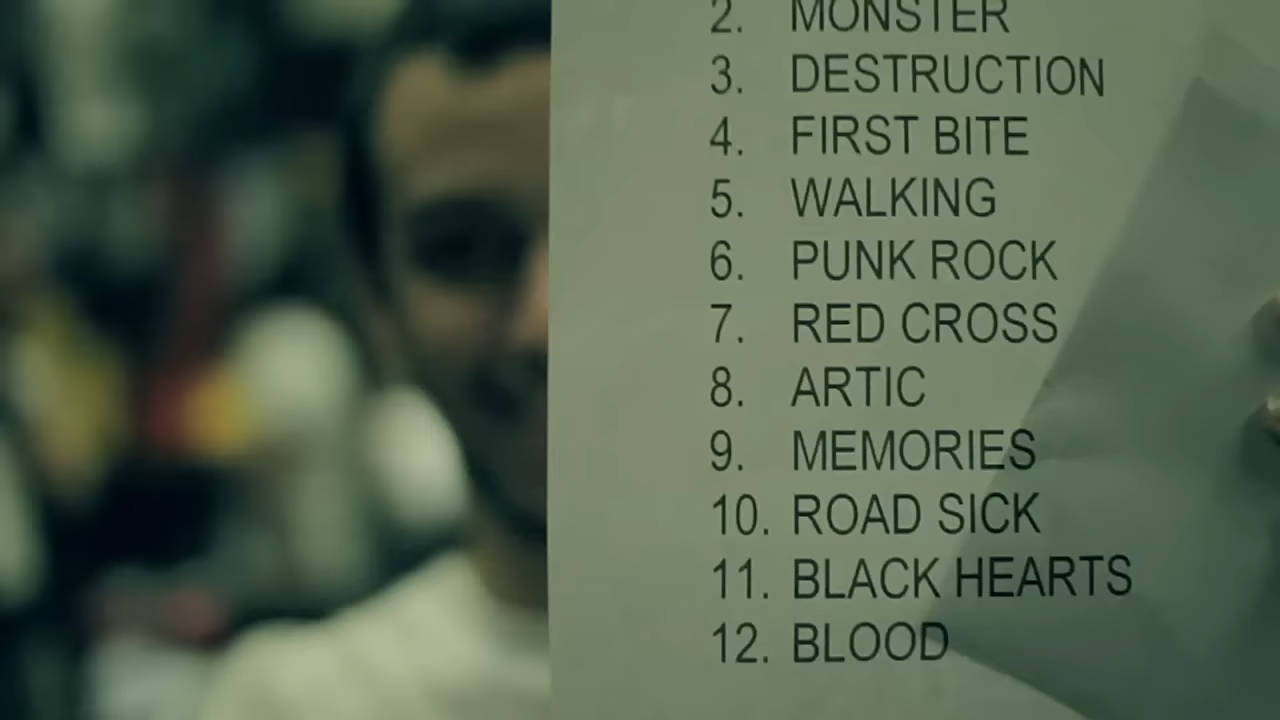 2. MONSTER
3. DESTRUCTION
4. FIRST BITE
5. WALKING
6. PUNK ROCK
7. RED CROSS
8. ARTIC
9. MEMORIES
10. ROAD SICK
11. BLACK HEARTS
12. BLOOD